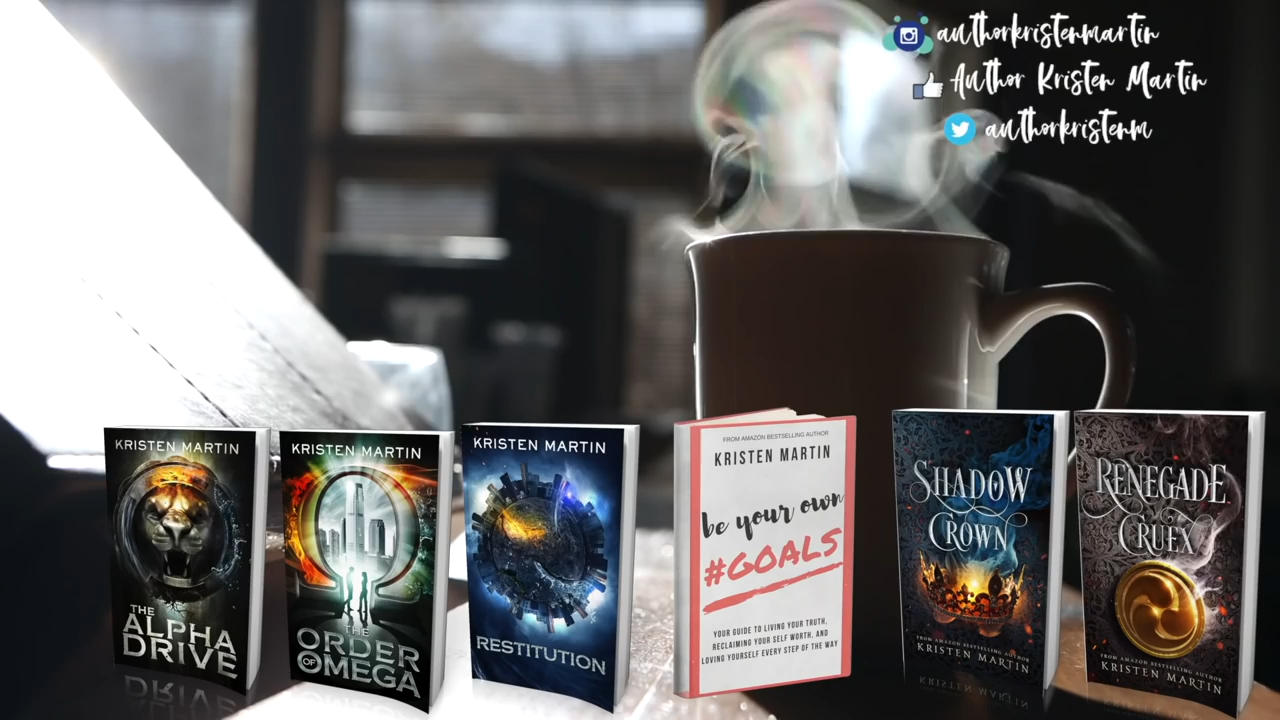 authorkristenmartin
Author Kristen Martin
authorkristenm
KRISTEN MARTIN
THE
ALPHA
DRIVE
KRISTEN MARTIN
THE
ORDER
OF OMEGA
KRISTEN MARTIN
RESTITUTION
FROM AMAZON BESTSELLING AUTHOR
KRISTEN MARTIN
be your own
#GOALS
YOUR GUIDE TO LIVING YOUR TRUTH,
RECLAIMING YOUR SELF WORTH, AND
LOVING YOURSELF EVERY STEP OF THE WAY
SHADOW
CROWN
FROM AMAZON BESTSELLING AUTHOR
KRISTEN MARTIN
RENEGADE
CRUEX
FROM AMAZON BESTSELLING AUTHOR
KRISTEN MARTIN